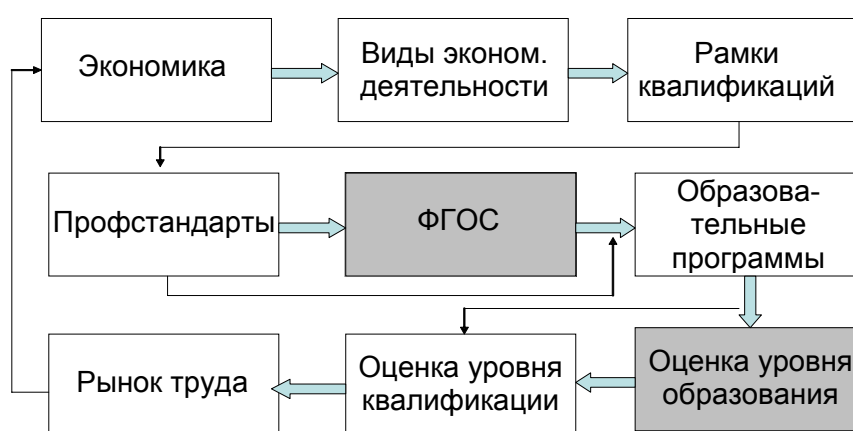 Экономика
Виды эконом.
деятельности
Рамки
квалификаций
Профстандарты
ФГОС
Образова-
тельные
программы
Рынок труда
Оценка уровня
квалификации
Оценка уровня
образования